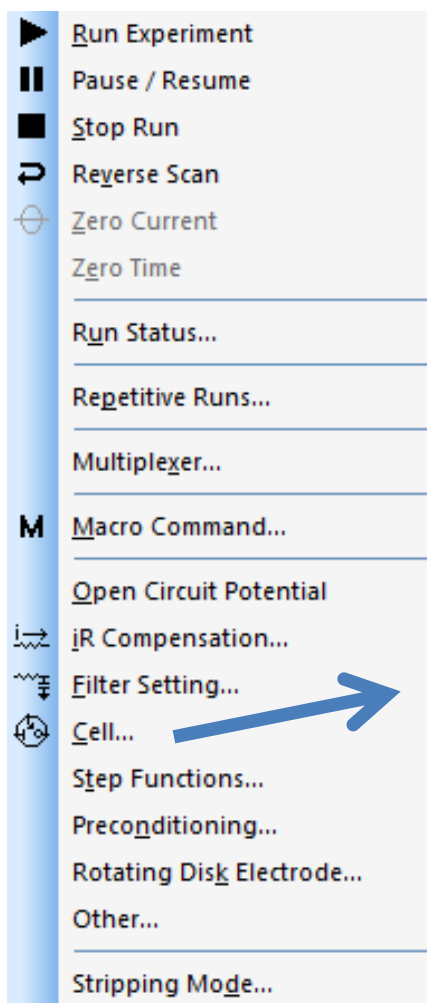 Run Experiment
Pause / Resume
Stop Run
Reverse Scan
Zero Current
Zero Time
Run Status...
Repetitive Runs...
Multiplexer...
M Macro Command...
Open Circuit Potential
i iR Compensation...
Filter Setting...
Cell...
Step Functions...
Preconditioning...
Rotating Disk Electrode...
Other...
Stripping Mode...